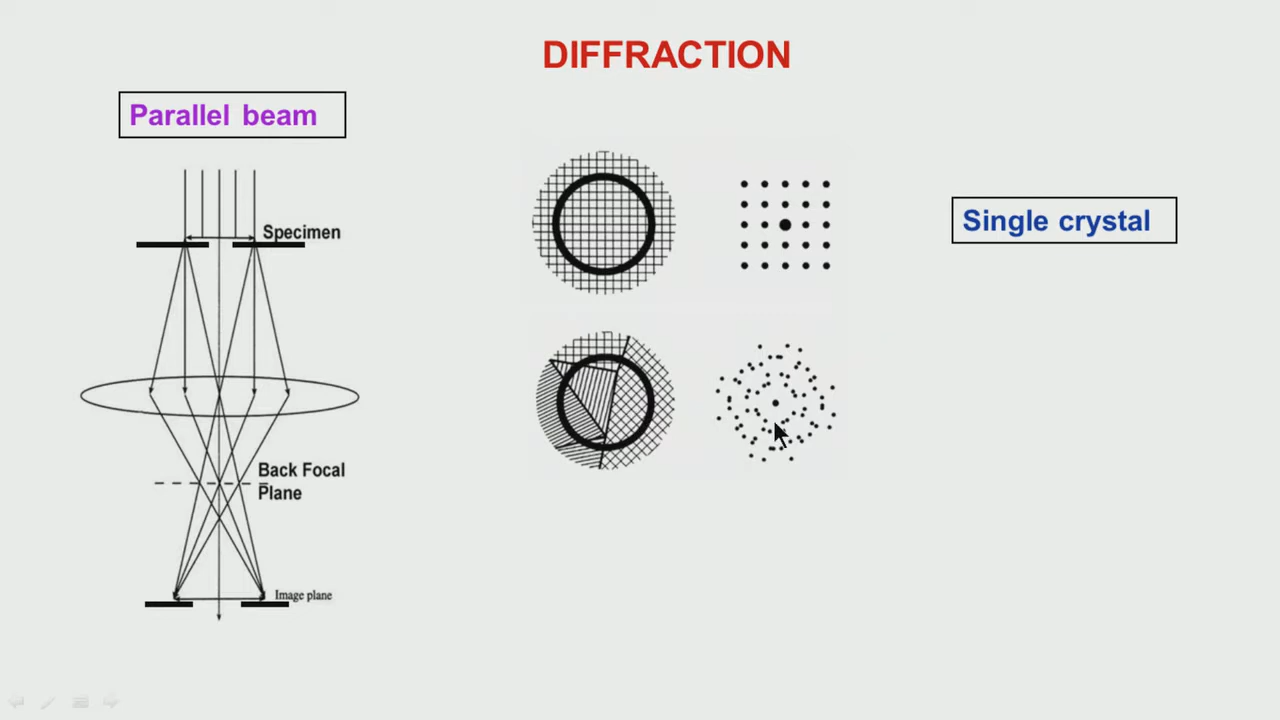 DIFFRACTION
Parallel beam
Specimen
Single crystal
Back Focal
Plane
Image plane